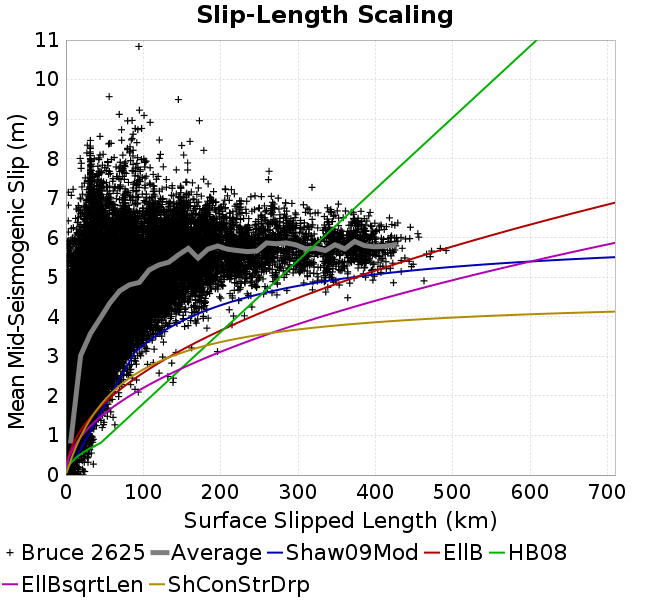 Slip-Length Scaling
Mean Mid-Seismogenic Slip (m)
11
10
9
8
7
6
5
4
3
2
1
0
0 100 200 300 400 500 600 700
Surface Slipped Length (km)
Bruce 2625 Average Shaw09Mod EllB HB08
EllBsqrtLen ShConStrDrp